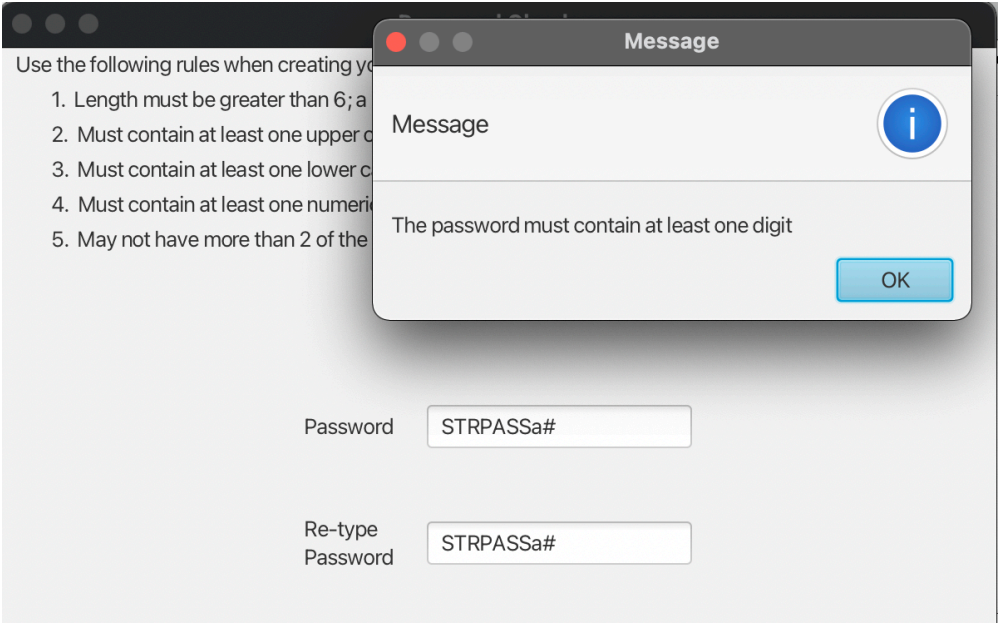 Message
Use the following rules when creating
1. Length must be greater than 6; a
2. Must contain at least one upper
3. Must contain at least one lower
4. Must contain at least one
5. May not have more than 2 of the
Message
The password must contain at least one digit
OK
Password STRPASSa#
Re-type
Password STRPASSa#